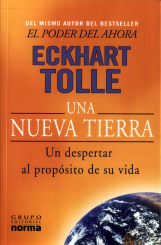 DEL MISMO AUTOR DEL BESTSELLER
EL PODER DEL AHORA
ECKHART
TOLLE
UNA
NUEVA TIERRA
Un despertar
al propósito de su vida
GRUPO
EDITORIAL
norma